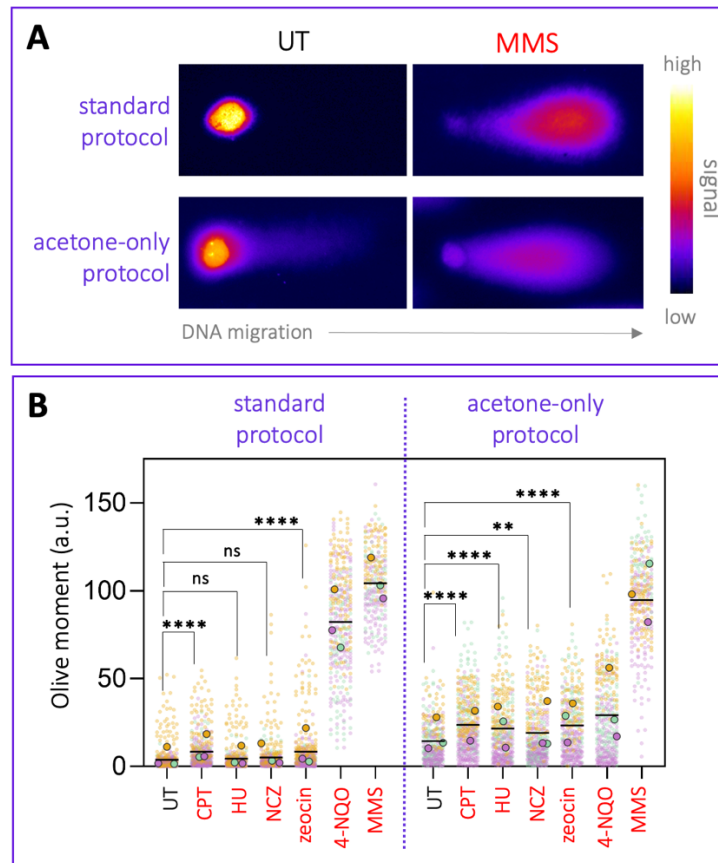 A
UT
MMS
high
standard
protocol
signal
acetone-only
protocol
low
DNA migration
B
standard
protocol
acetone-only
protocol
Olive moment (a.u.)
150
100
50
0
****
ns
ns
****
****
****
**
****
UT
CPT
HU
NCZ
zeocin
4-NQO
MMS
UT
CPT
HU
NCZ
zeocin
4-NQO
MMS